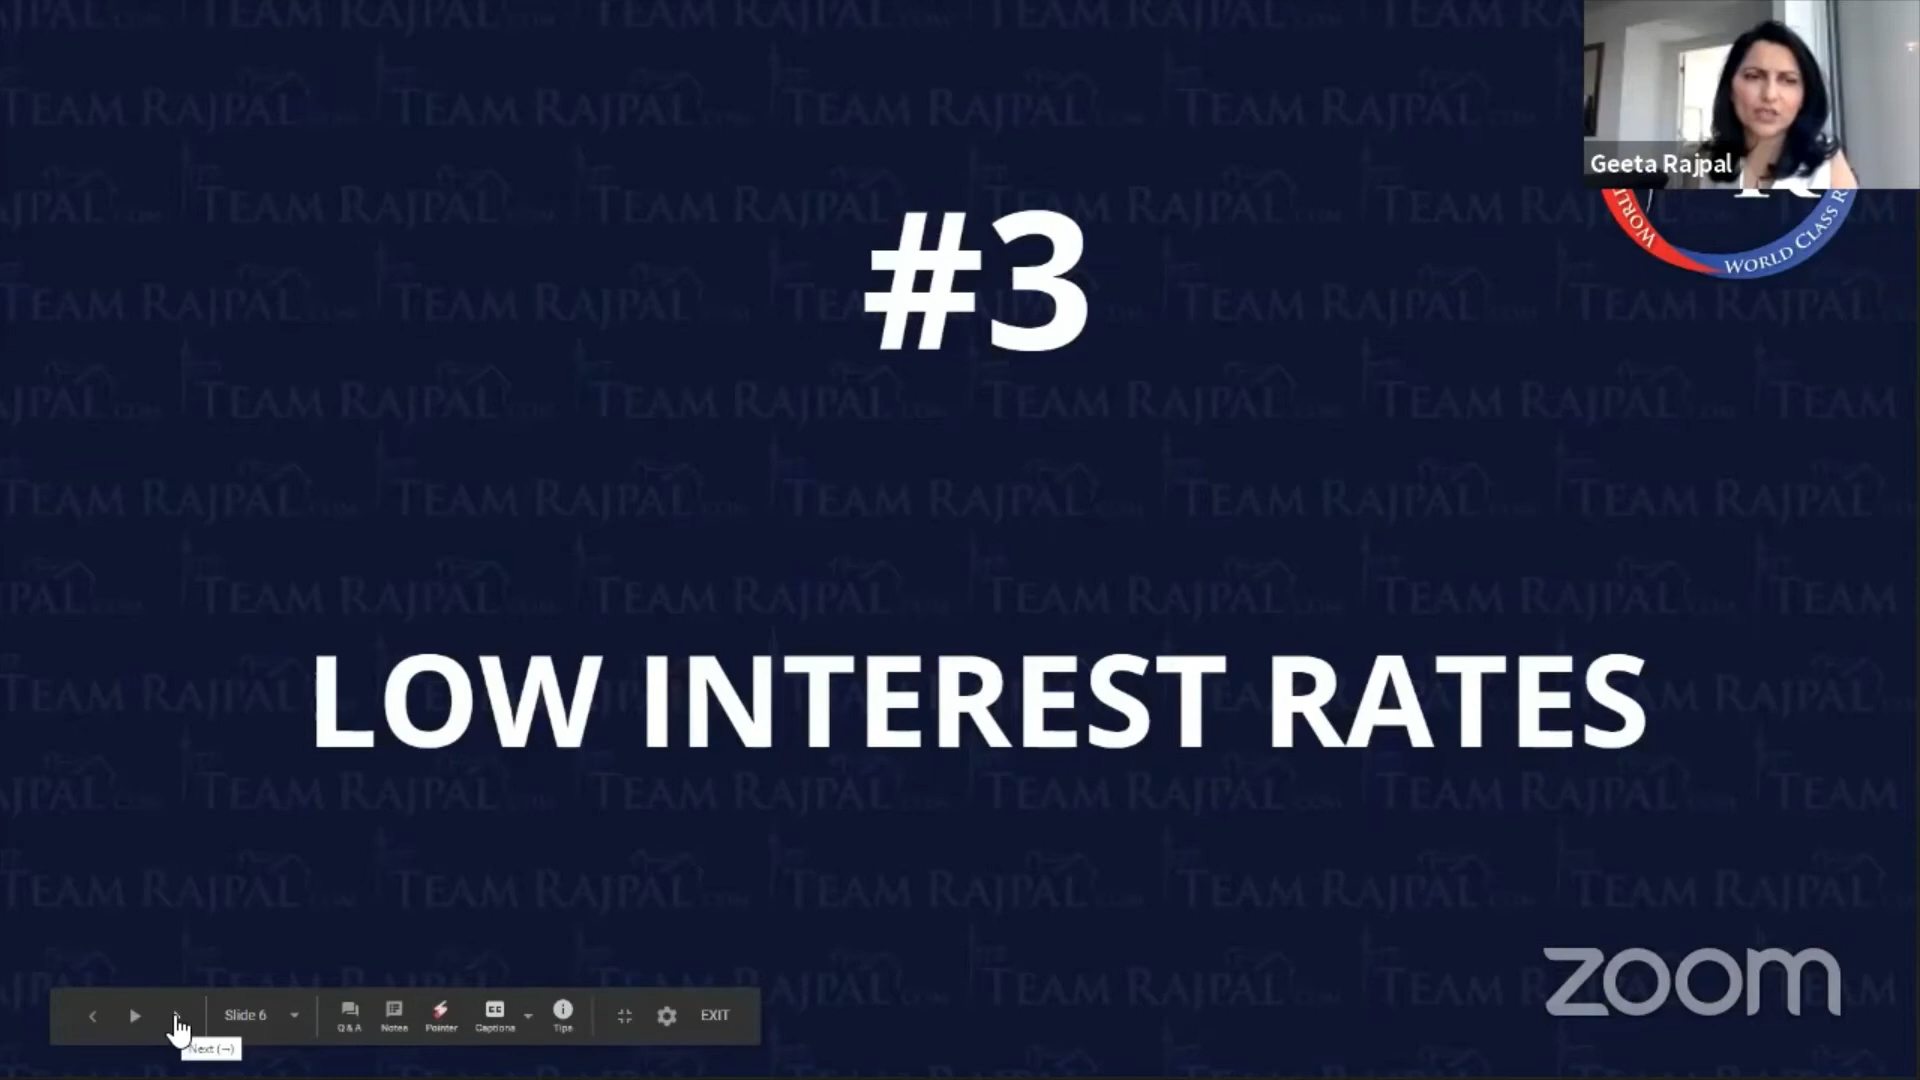 Geeta Rajpal
WORLD CLASS
#3
LOW INTEREST RATES
zoom
Slide 6
Q & A
Notes
Pointer
Captions
Tips
EXIT
Next (→)
TEAM RAJPAL